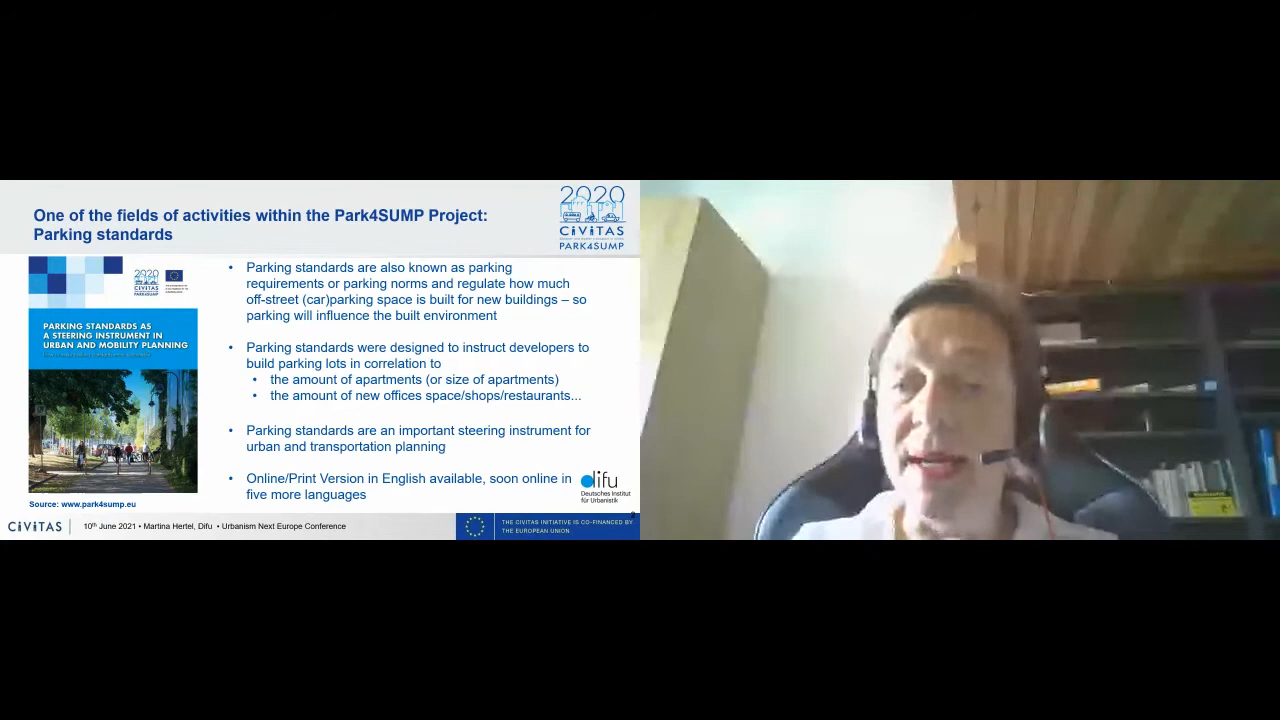 One of the fields of activities within the Park4SUMP Project:
Parking standards
2020
CiViTAS
PARK4SUMP
2020
CiViTAS
PARK4SUMP
PARKING STANDARDS AS
A STEERING INSTRUMENT IN
URBAN AND MOBILITY PLANNING
Source: www.park4sump.eu
• Parking standards are also known as parking
requirements or parking norms and regulate how much
off-street (car)parking space is built for new buildings – so
parking will influence the built environment
• Parking standards were designed to instruct developers to
build parking lots in correlation to
• the amount of apartments (or size of apartments)
• the amount of new offices space/shops/restaurants...
• Parking standards are an important steering instrument for
urban and transportation planning
• Online/Print Version in English available, soon online in
five more languages
difu
Deutsches Institut
für Urbanistik
CiViTAS
10th June 2021 • Martina Hertel, Difu • Urbanism Next Europe Conference
THE CIVITAS INITIATIVE IS CO-FINANCED BY
THE EUROPEAN UNION